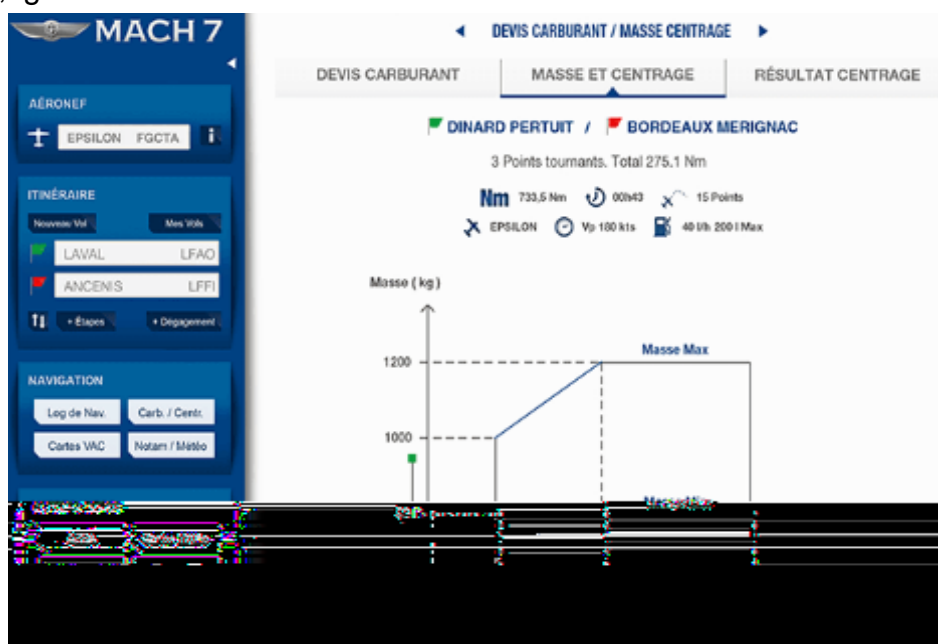 MACH 7
AÉRONEF
EPSILON FGCTA i
ITINÉRAIRE
Nouveau Vol Mes Vols
LAVAL LFAO
ANCENIS LFFI
+ Étapes + Dégagement
NAVIGATION
Log de Nav. Carb. / Centr.
Cartes VAC Notam / Météo
DEVIS CARBURANT / MASSE CENTRAGE
DEVIS CARBURANT MASSE ET CENTRAGE RÉSULTAT CENTRAGE
DINARD PERTUIT / BORDEAUX MERIGNAC
3 Points tournants. Total 275.1 Nm
Nm 733,5 Nm 00h43 15 Points
EPSILON Vp 180 kts 40 l/h 200 l Max
Masse ( kg )
1200
Masse Max
1000